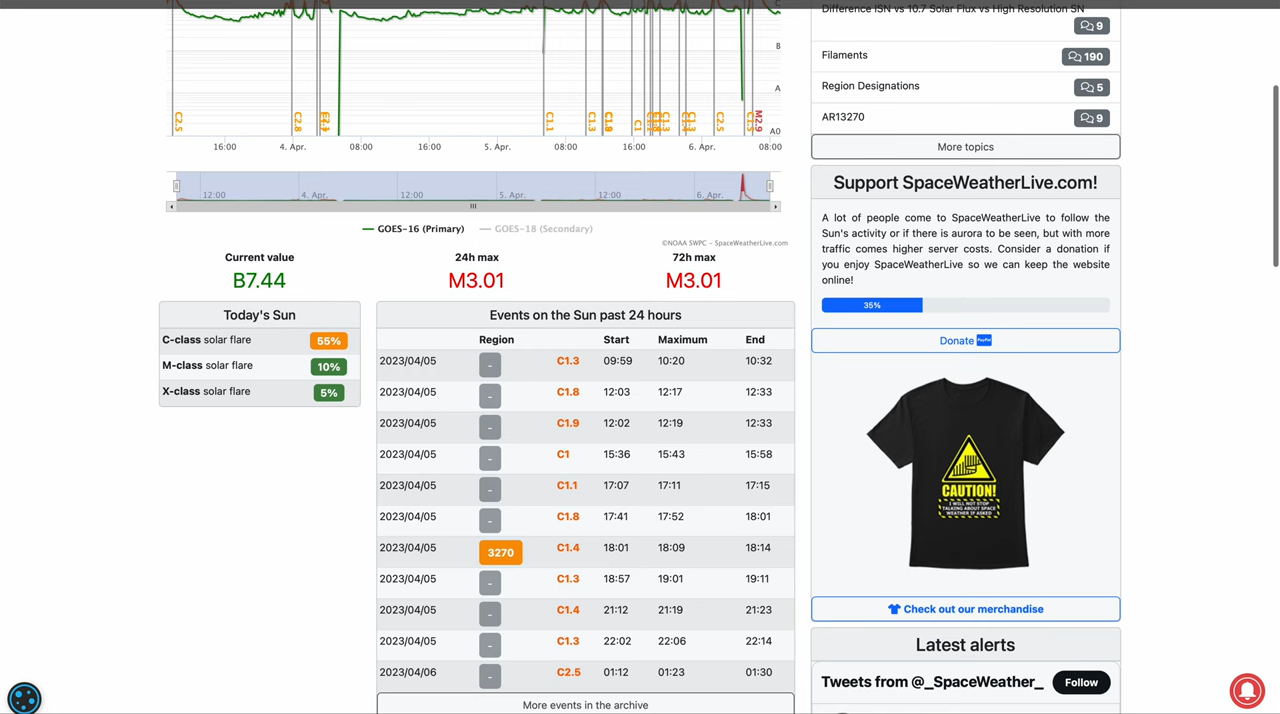 Difference ISN vs 10.7 Solar Flux vs High Resolution SN
9
Filaments
190
Region Designations
5
AR13270
9
More topics
C
B
A
A0
C2.5
C2.8
C1.1
C1.3
C1
C1.3
C1.3
C2.5
M2.9
16:00 4. Apr. 08:00 16:00 5. Apr. 08:00 16:00 6. Apr. 08:00
12:00 4. Apr. 12:00 5. Apr. 12:00 6. Apr.
GOES-16 (Primary) GOES-18 (Secondary)
©NOAA SWPC - SpaceWeatherLive.com
Current value 24h max 72h max
B7.44 M3.01 M3.01
Today's Sun
C-class solar flare 55%
M-class solar flare 10%
X-class solar flare 5%
Events on the Sun past 24 hours
Region Start Maximum End
2023/04/05 - C1.3 09:59 10:20 10:32
2023/04/05 - C1.8 12:03 12:17 12:33
2023/04/05 - C1.9 12:02 12:19 12:33
2023/04/05 - C1 15:36 15:43 15:58
2023/04/05 - C1.1 17:07 17:11 17:15
2023/04/05 - C1.8 17:41 17:52 18:01
2023/04/05 3270 C1.4 18:01 18:09 18:14
2023/04/05 - C1.3 18:57 19:01 19:11
2023/04/05 - C1.4 21:12 21:19 21:23
2023/04/05 - C1.3 22:02 22:06 22:14
2023/04/06 - C2.5 01:12 01:23 01:30
More events in the archive
Support SpaceWeatherLive.com!
A lot of people come to SpaceWeatherLive to follow the
Sun's activity or if there is aurora to be seen, but with more
traffic comes higher server costs. Consider a donation if
you enjoy SpaceWeatherLive so we can keep the website
online!
35%
Donate PayPal
CAUTION!
I WILL NOT STOP
TALKING ABOUT SPACE
WEATHER IF ASKED
Check out our merchandise
Latest alerts
Tweets from @_SpaceWeather_ Follow